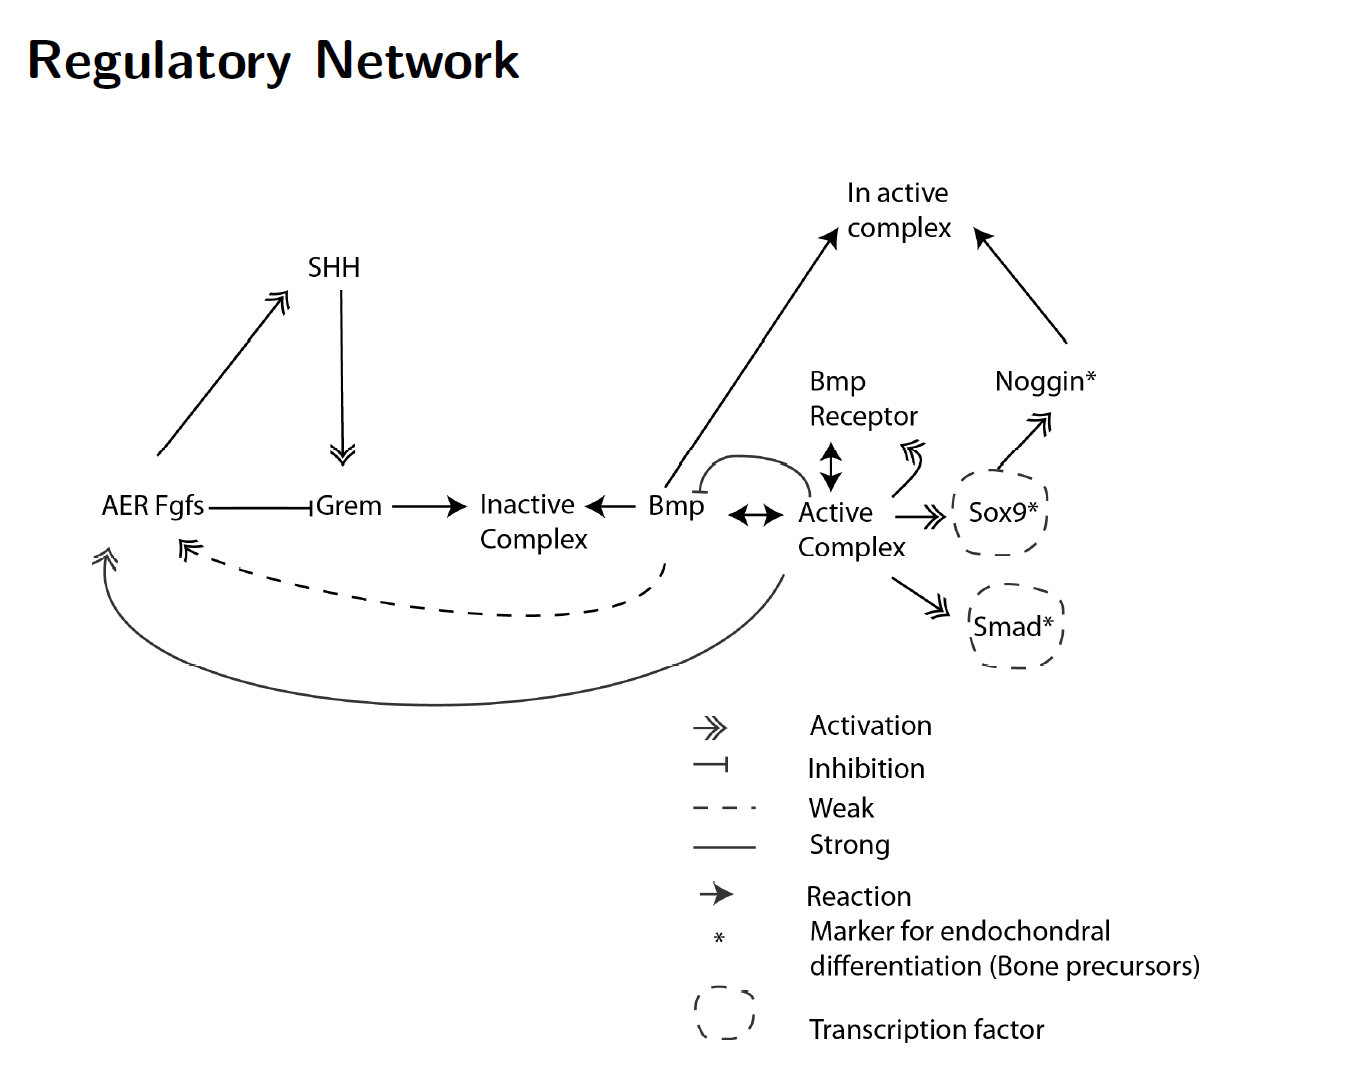 Regulatory Network
In active
complex
SHH
Bmp
Receptor
Noggin*
AER Fgfs
Grem
Inactive
Complex
Bmp
Active
Complex
Sox9*
Smad*
Activation
Inhibition
Weak
Strong
Reaction
* Marker for endochondral
differentiation (Bone precursors)
Transcription factor